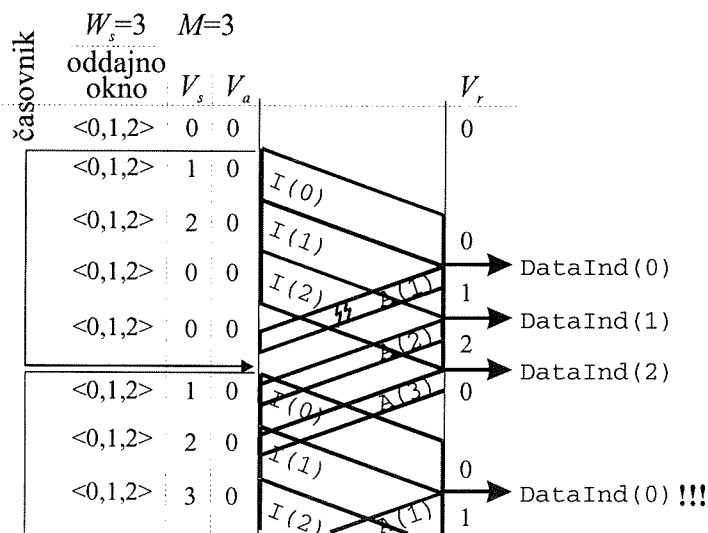 W_s=3 M=3
časovnik
oddajno
okno V_s V_a V_r
<0,1,2> 0 0 0
<0,1,2> 1 0
I(0)
<0,1,2> 2 0 0
I(1)
DataInd(0)
<0,1,2> 0 0
I(2) A(1) 1
DataInd(1)
<0,1,2> 0 0
A(2) 2
DataInd(2)
<0,1,2> 1 0
I(0) A(3) 0
<0,1,2> 2 0
I(1) 0
<0,1,2> 3 0
DataInd(0) !!!
I(2) A(1) 1